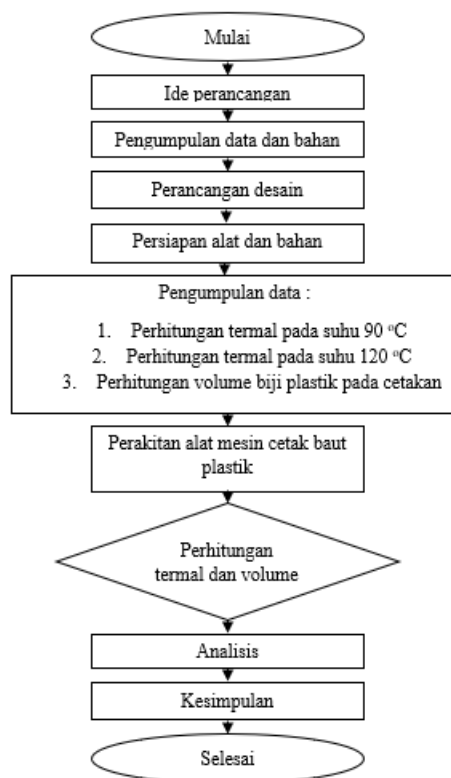 Mulai
Ide perancangan
Pengumpulan data dan bahan
Perancangan desain
Persiapan alat dan bahan
Pengumpulan data :
1. Perhitungan termal pada suhu 90 °C
2. Perhitungan termal pada suhu 120 °C
3. Perhitungan volume biji plastik pada cetakan
Perakitan alat mesin cetak baut
plastik
Perhitungan
termal dan volume
Analisis
Kesimpulan
Selesai